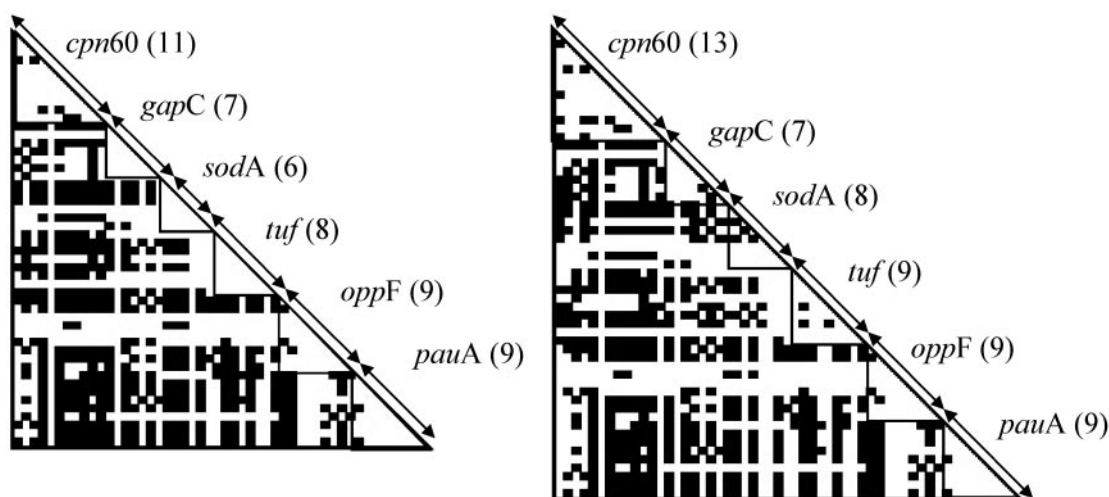 cpn60 (11)
gapC (7)
sodA (6)
tuf (8)
oppF (9)
pauA (9)
cpn60 (13)
gapC (7)
sodA (8)
tuf (9)
oppF (9)
pauA (9)